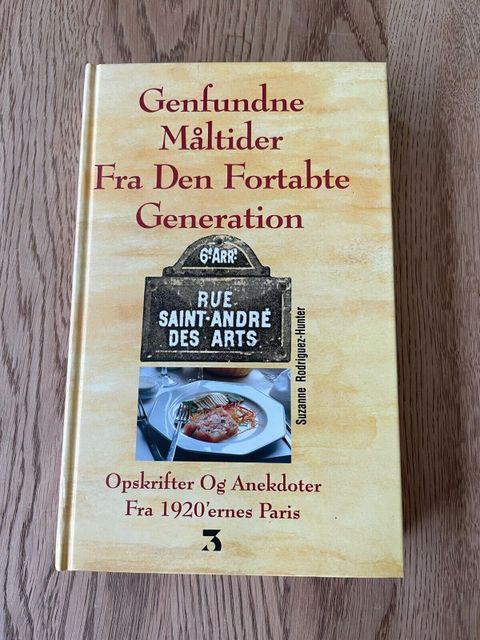 Genfundne
Måltider
Fra Den Fortabte
Generation
6e Arrt
RUE
SAINT-ANDRÉ
DES ARTS
Suzanne Rodriguez-Hunter
Opskrifter Og Anekdoter
Fra 1920'ernes Paris
3